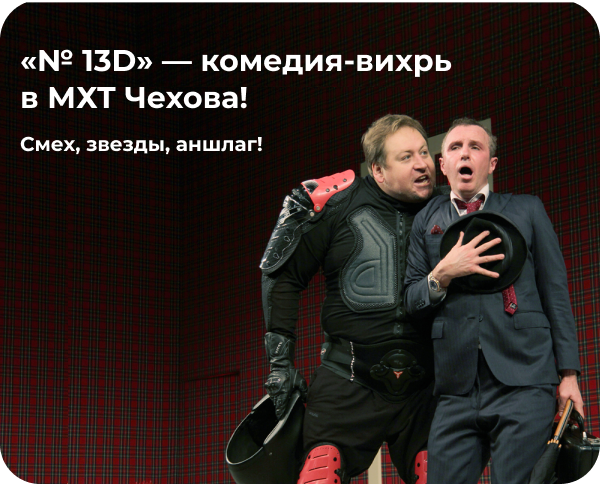 «№ 13D» — комедия-вихрь
в МХТ Чехова!
Смех, звезды, аншлаг!